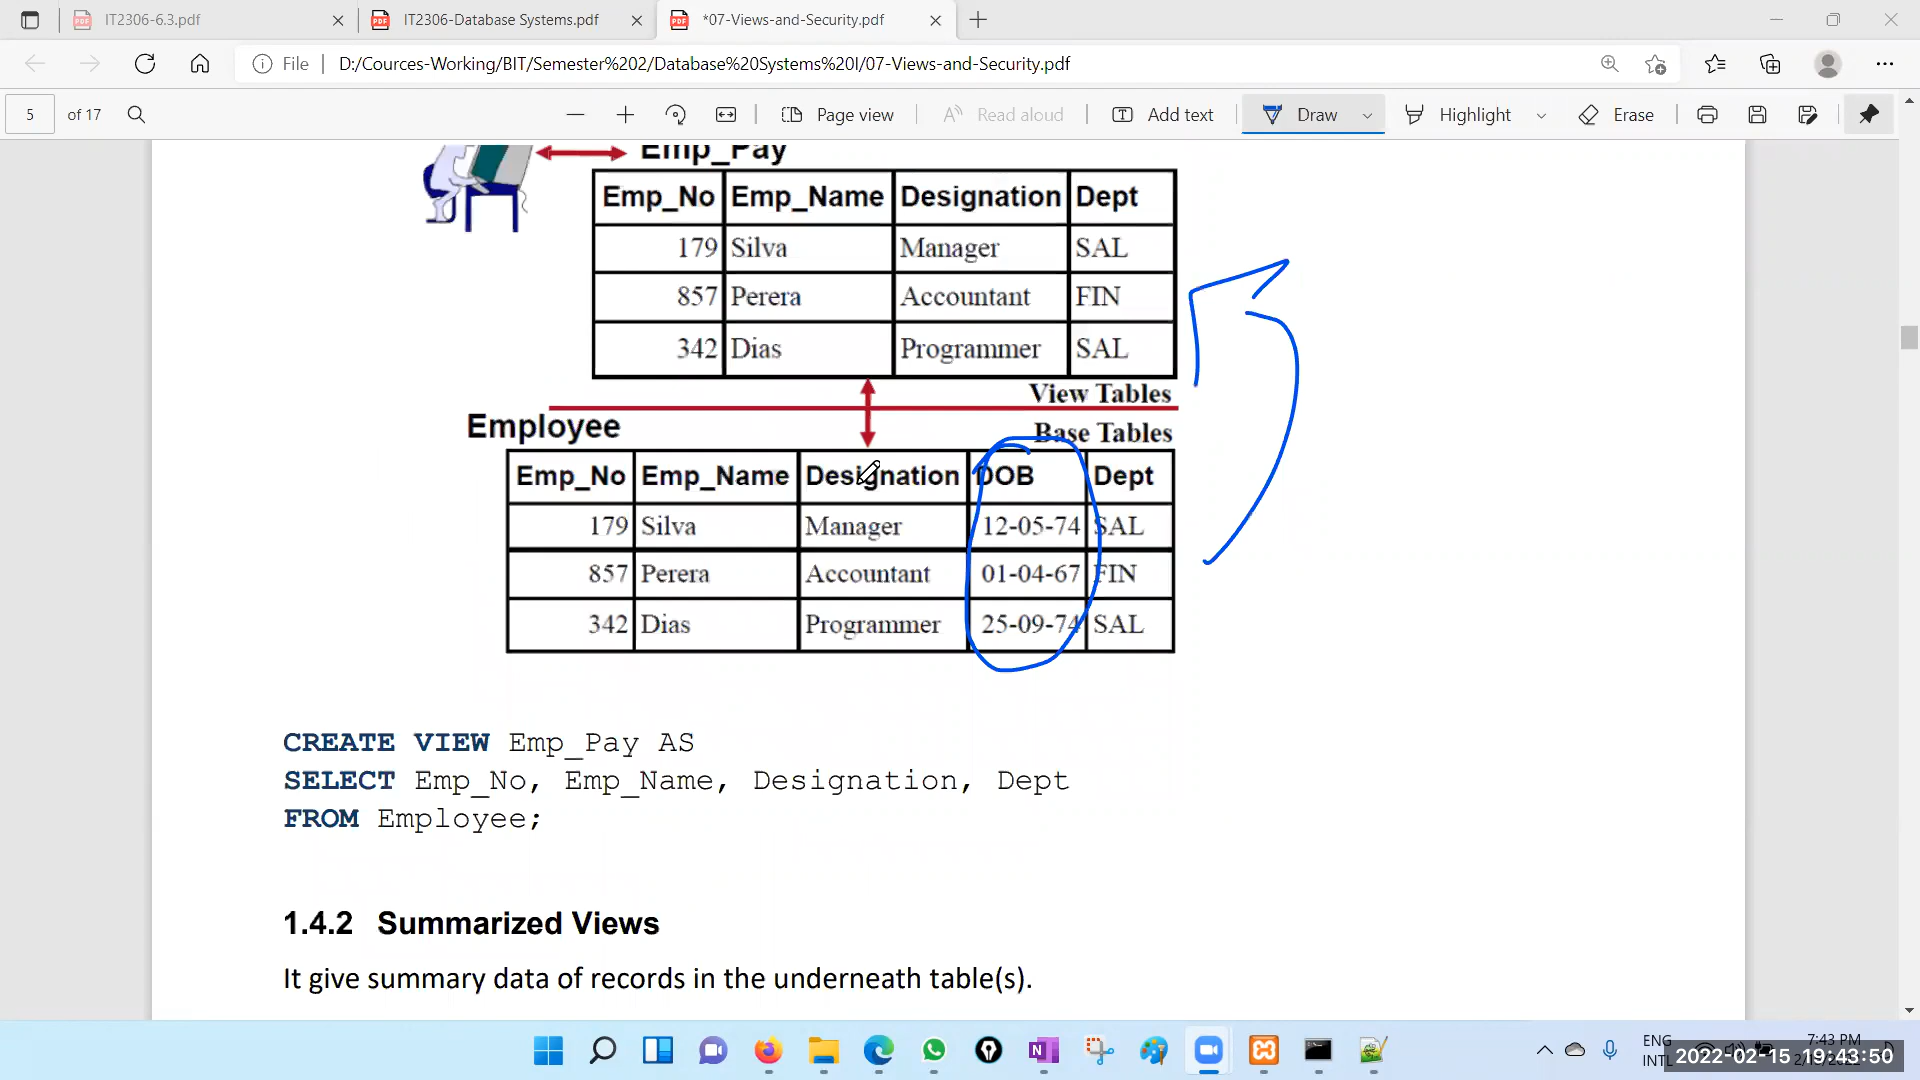 IT2306-6.3.pdf
IT2306-Database Systems.pdf
*07-Views-and-Security.pdf
File
D:/Cources-Working/BIT/Semester%202/Database%20Systems%20I/07-Views-and-Security.pdf
5 of 17
Page view
Read aloud
Add text
Draw
Highlight
Erase
Emp_Pay
Emp_No Emp_Name Designation Dept
179 Silva Manager SAL
857 Perera Accountant FIN
342 Dias Programmer SAL
View Tables
Employee
Base Tables
Emp_No Emp_Name Designation DOB Dept
179 Silva Manager 12-05-74 SAL
857 Perera Accountant 01-04-67 FIN
342 Dias Programmer 25-09-74 SAL
CREATE VIEW Emp_Pay AS
SELECT Emp_No, Emp_Name, Designation, Dept
FROM Employee;
1.4.2 Summarized Views
It give summary data of records in the underneath table(s).
ENG
INTL
7:43 PM
2022-02-15 19:43:50